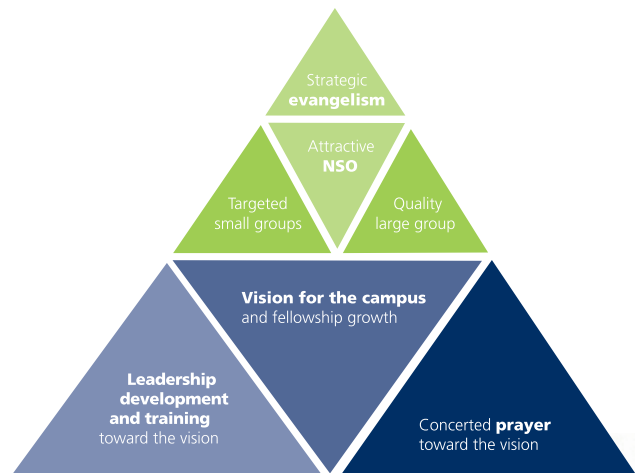 Strategic
evangelism
Attractive
NSO
Targeted
small groups
Quality
large group
Vision for the campus
and fellowship growth
Leadership
development
and training
toward the vision
Concerted prayer
toward the vision